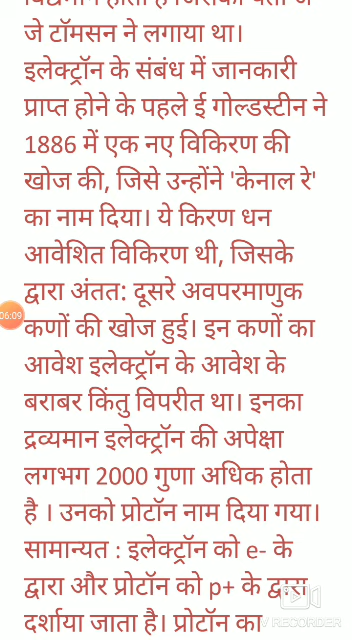 जे टॉमसन ने लगाया था।
इलेक्ट्रॉन के संबंध में जानकारी
प्राप्त होने के पहले ई गोल्डस्टीन ने
1886 में एक नए विकिरण की
खोज की, जिसे उन्होंने 'केनाल रे'
का नाम दिया। ये किरण धन
आवेशित विकिरण थी, जिसके
द्वारा अंतत: दूसरे अवपरमाणुक
06:09
कणों की खोज हुई। इन कणों का
आवेश इलेक्ट्रॉन के आवेश के
बराबर किंतु विपरीत था। इनका
द्रव्यमान इलेक्ट्रॉन की अपेक्षा
लगभग 2000 गुणा अधिक होता
है । उनको प्रोटॉन नाम दिया गया।
सामान्यत : इलेक्ट्रॉन को e- के
द्वारा और प्रोटॉन को p+ के द्वारा
दर्शाया जाता है। प्रोटॉन का
V RECORDER